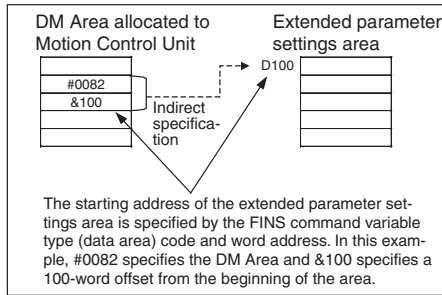 DM Area allocated to
Motion Control Unit
Extended parameter
settings area
D100
#0082
&100
Indirect
specifica-
tion
The starting address of the extended parameter set-
tings area is specified by the FINS command variable
type (data area) code and word address. In this exam-
ple, #0082 specifies the DM Area and &100 specifies a
100-word offset from the beginning of the area.